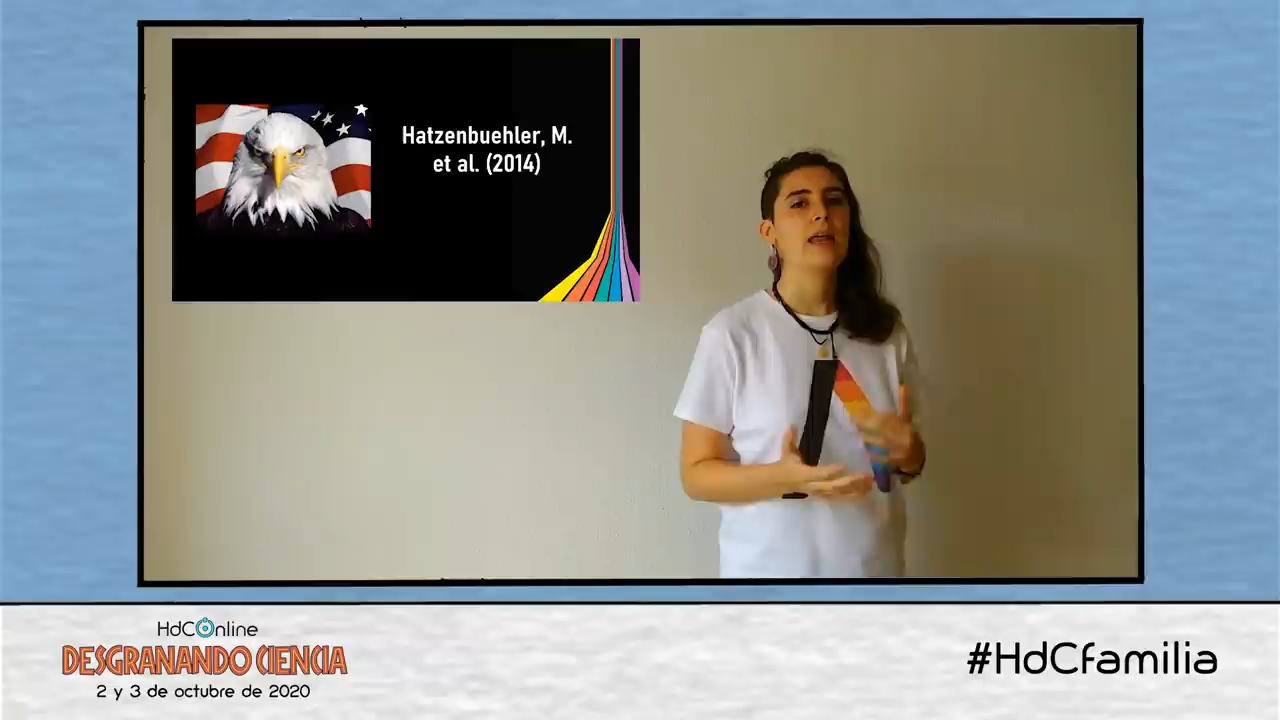 Hatzenbuehler, M.
et al. (2014)
HdCOnline
DESGRANANDO CIENCIA
2 y 3 de octubre de 2020
#HdCfamilia